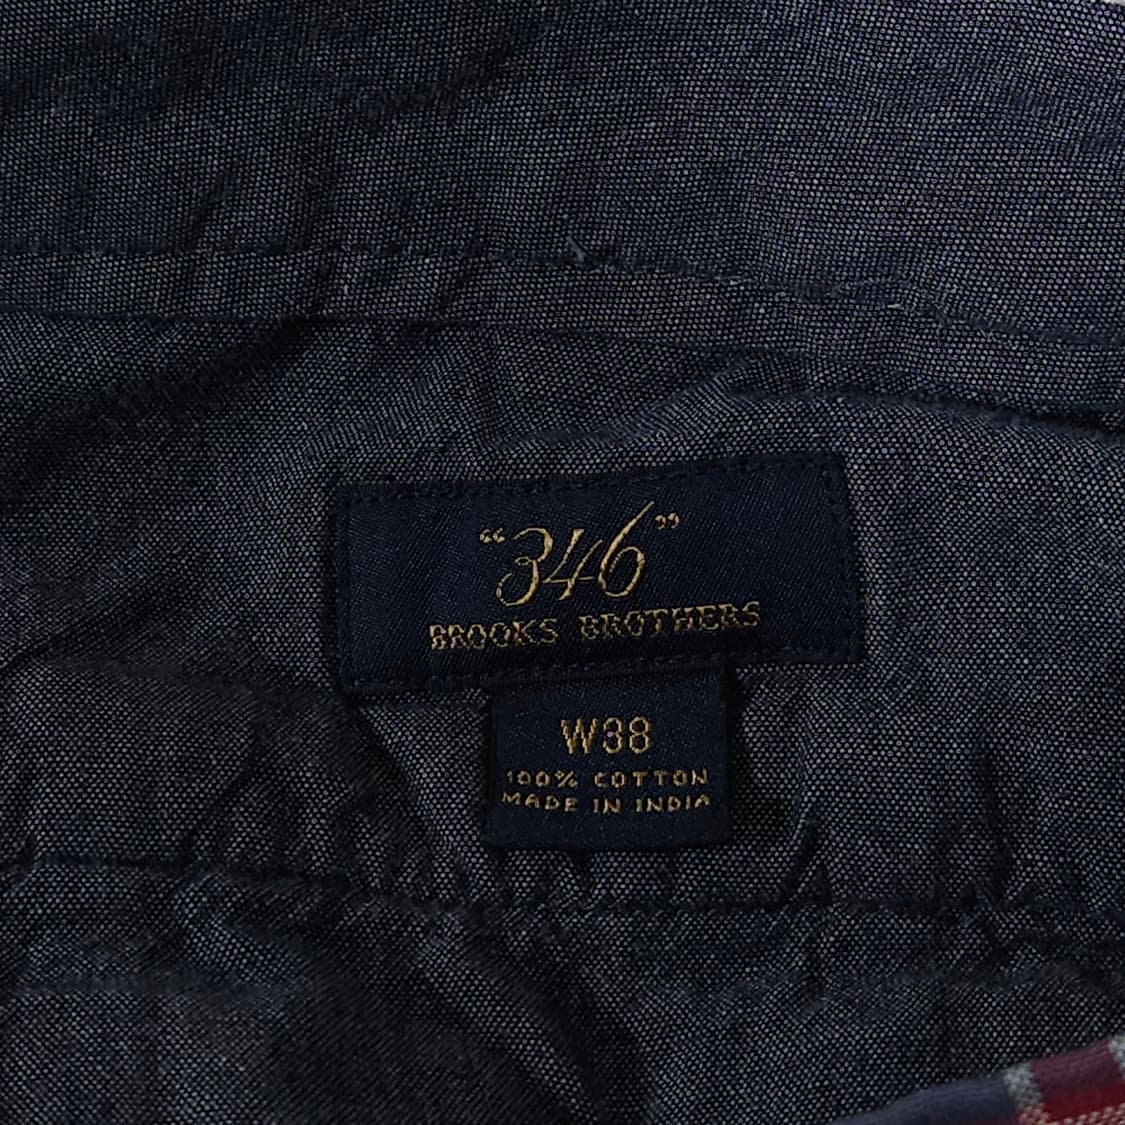 “346”
BROOKS BROTHERS
W38
100% COTTON
MADE IN INDIA